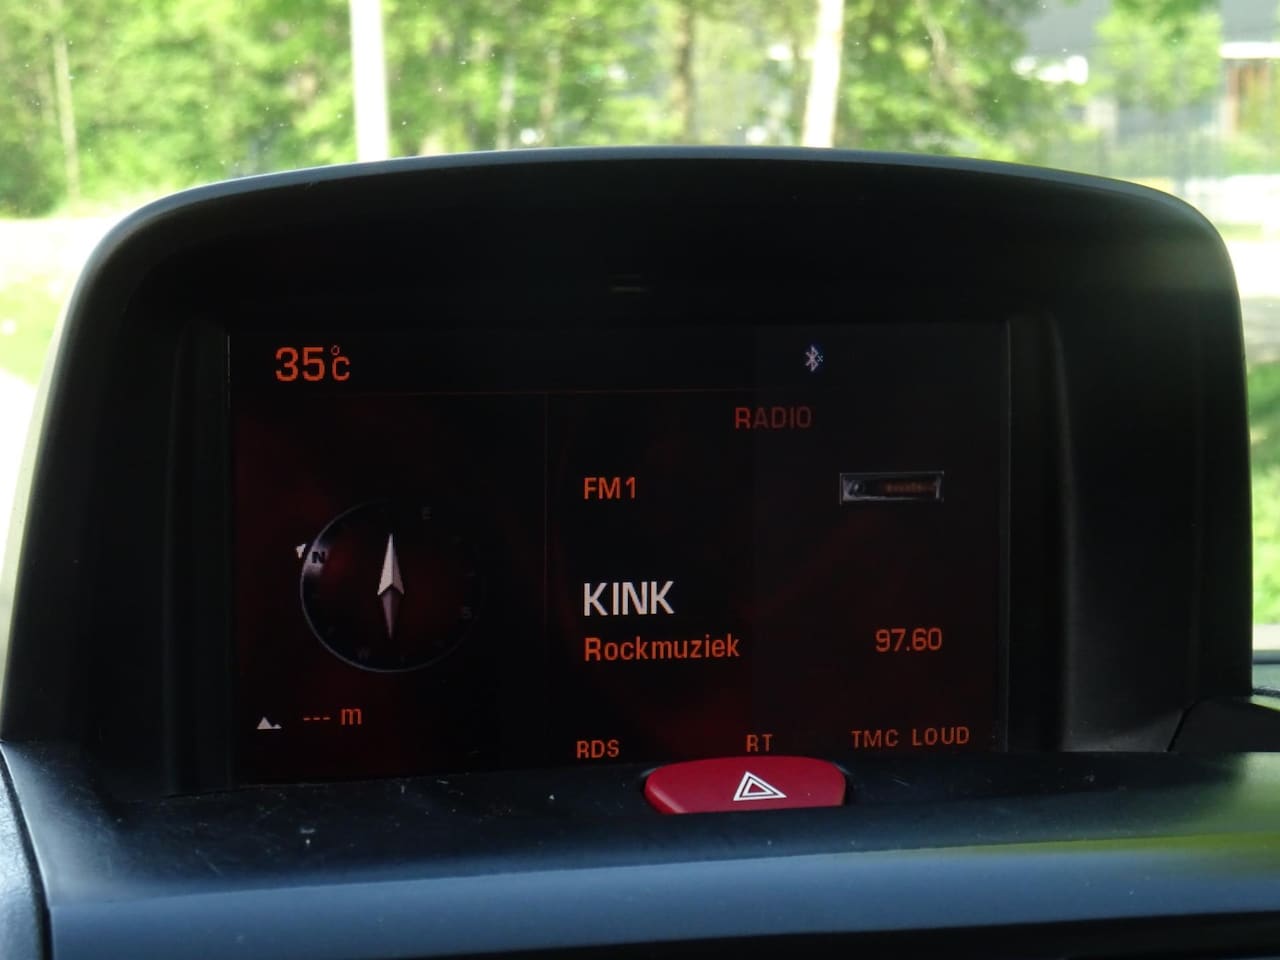 35°C
RADIO
FM1
N
E
S
W
KINK
Rockmuziek
97.60
--- m
RDS RT TMC LOUD